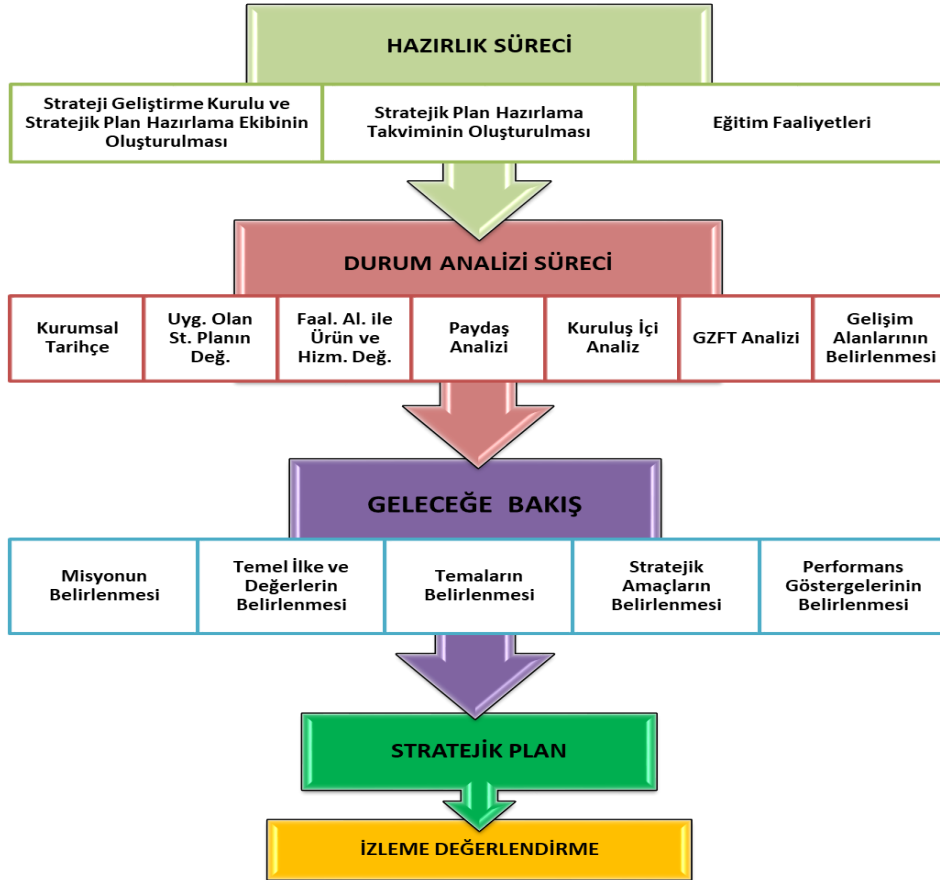 HAZIRLIK SÜRECİ
Strateji Geliştirme Kurulu ve
Stratejik Plan Hazırlama Ekibinin
Oluşturulması
Stratejik Plan Hazırlama
Takviminin Oluşturulması
Eğitim Faaliyetleri
DURUM ANALİZİ SÜRECİ
Kurumsal
Tarihçe
Uyg. Olan
St. Planın
Değ.
Faal. Al. ile
Ürün ve
Hizm. Değ.
Paydaş
Analizi
Kuruluş İçi
Analiz
GZFT Analizi
Gelişim
Alanlarının
Belirlenmesi
GELECEĞE BAKIŞ
Misyonun
Belirlenmesi
Temel İlke ve
Değerlerin
Belirlenmesi
Temaların
Belirlenmesi
Stratejik
Amaçların
Belirlenmesi
Performans
Göstergelerinin
Belirlenmesi
STRATEJİK PLAN
İZLEME DEĞERLENDİRME